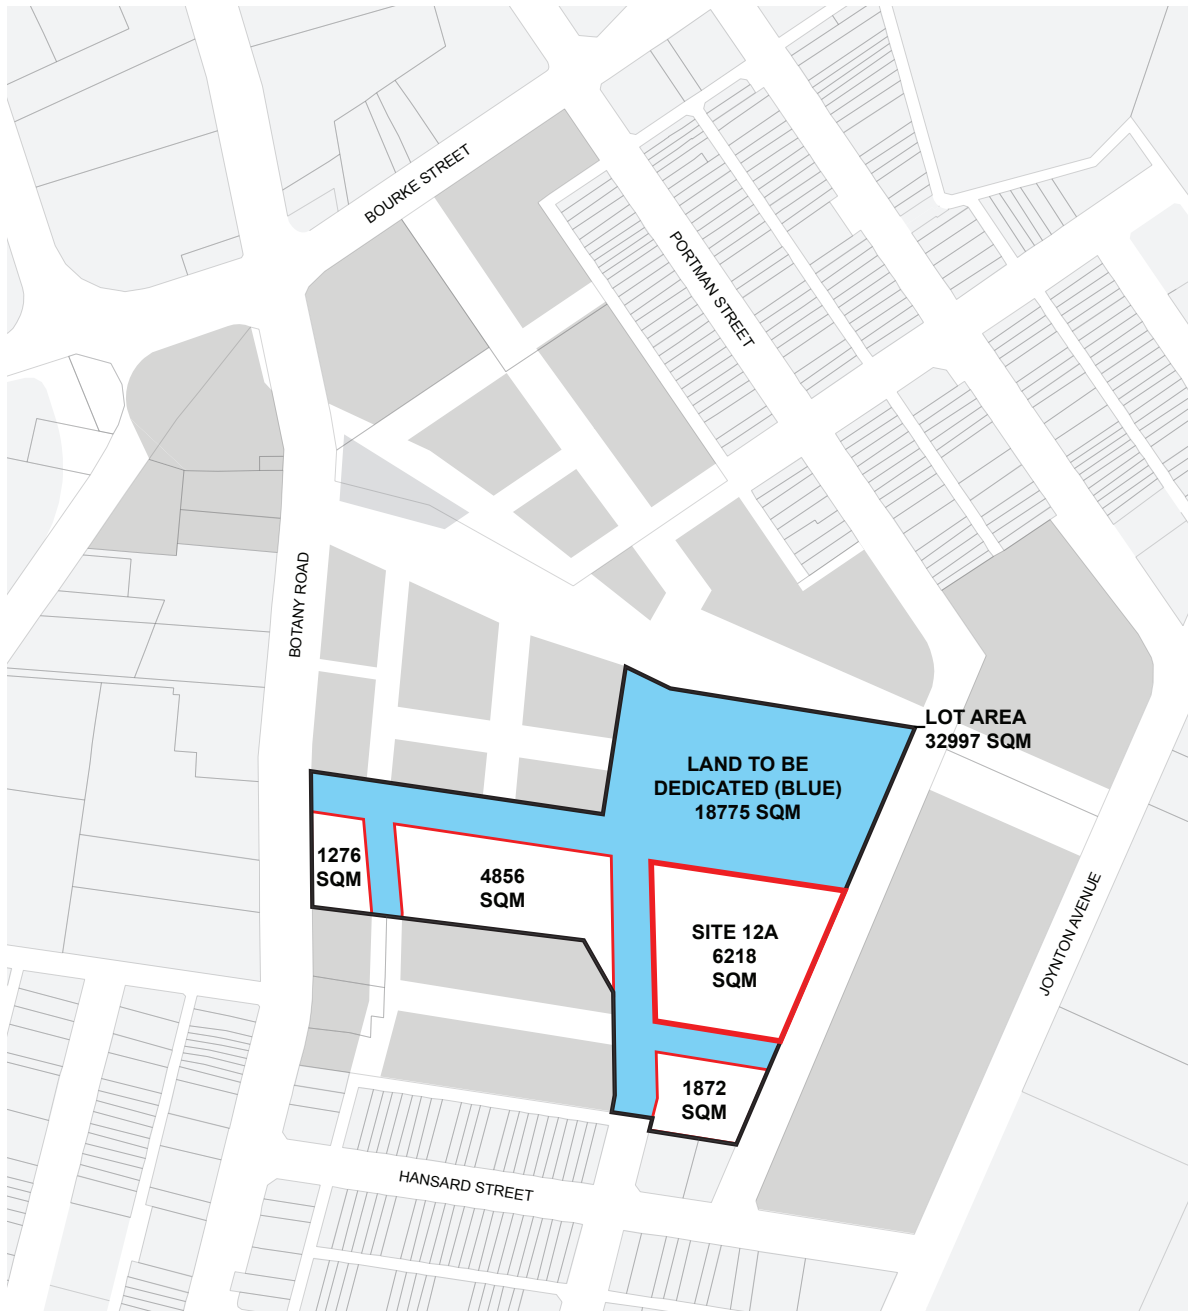 BOURKE STREET
PORTMAN STREET
BOTANY ROAD
LOT AREA
32997 SQM
LAND TO BE
DEDICATED (BLUE)
18775 SQM
1276
SQM
4856
SQM
SITE 12A
6218
SQM
JOYNTON AVENUE
1872
SQM
HANSARD STREET